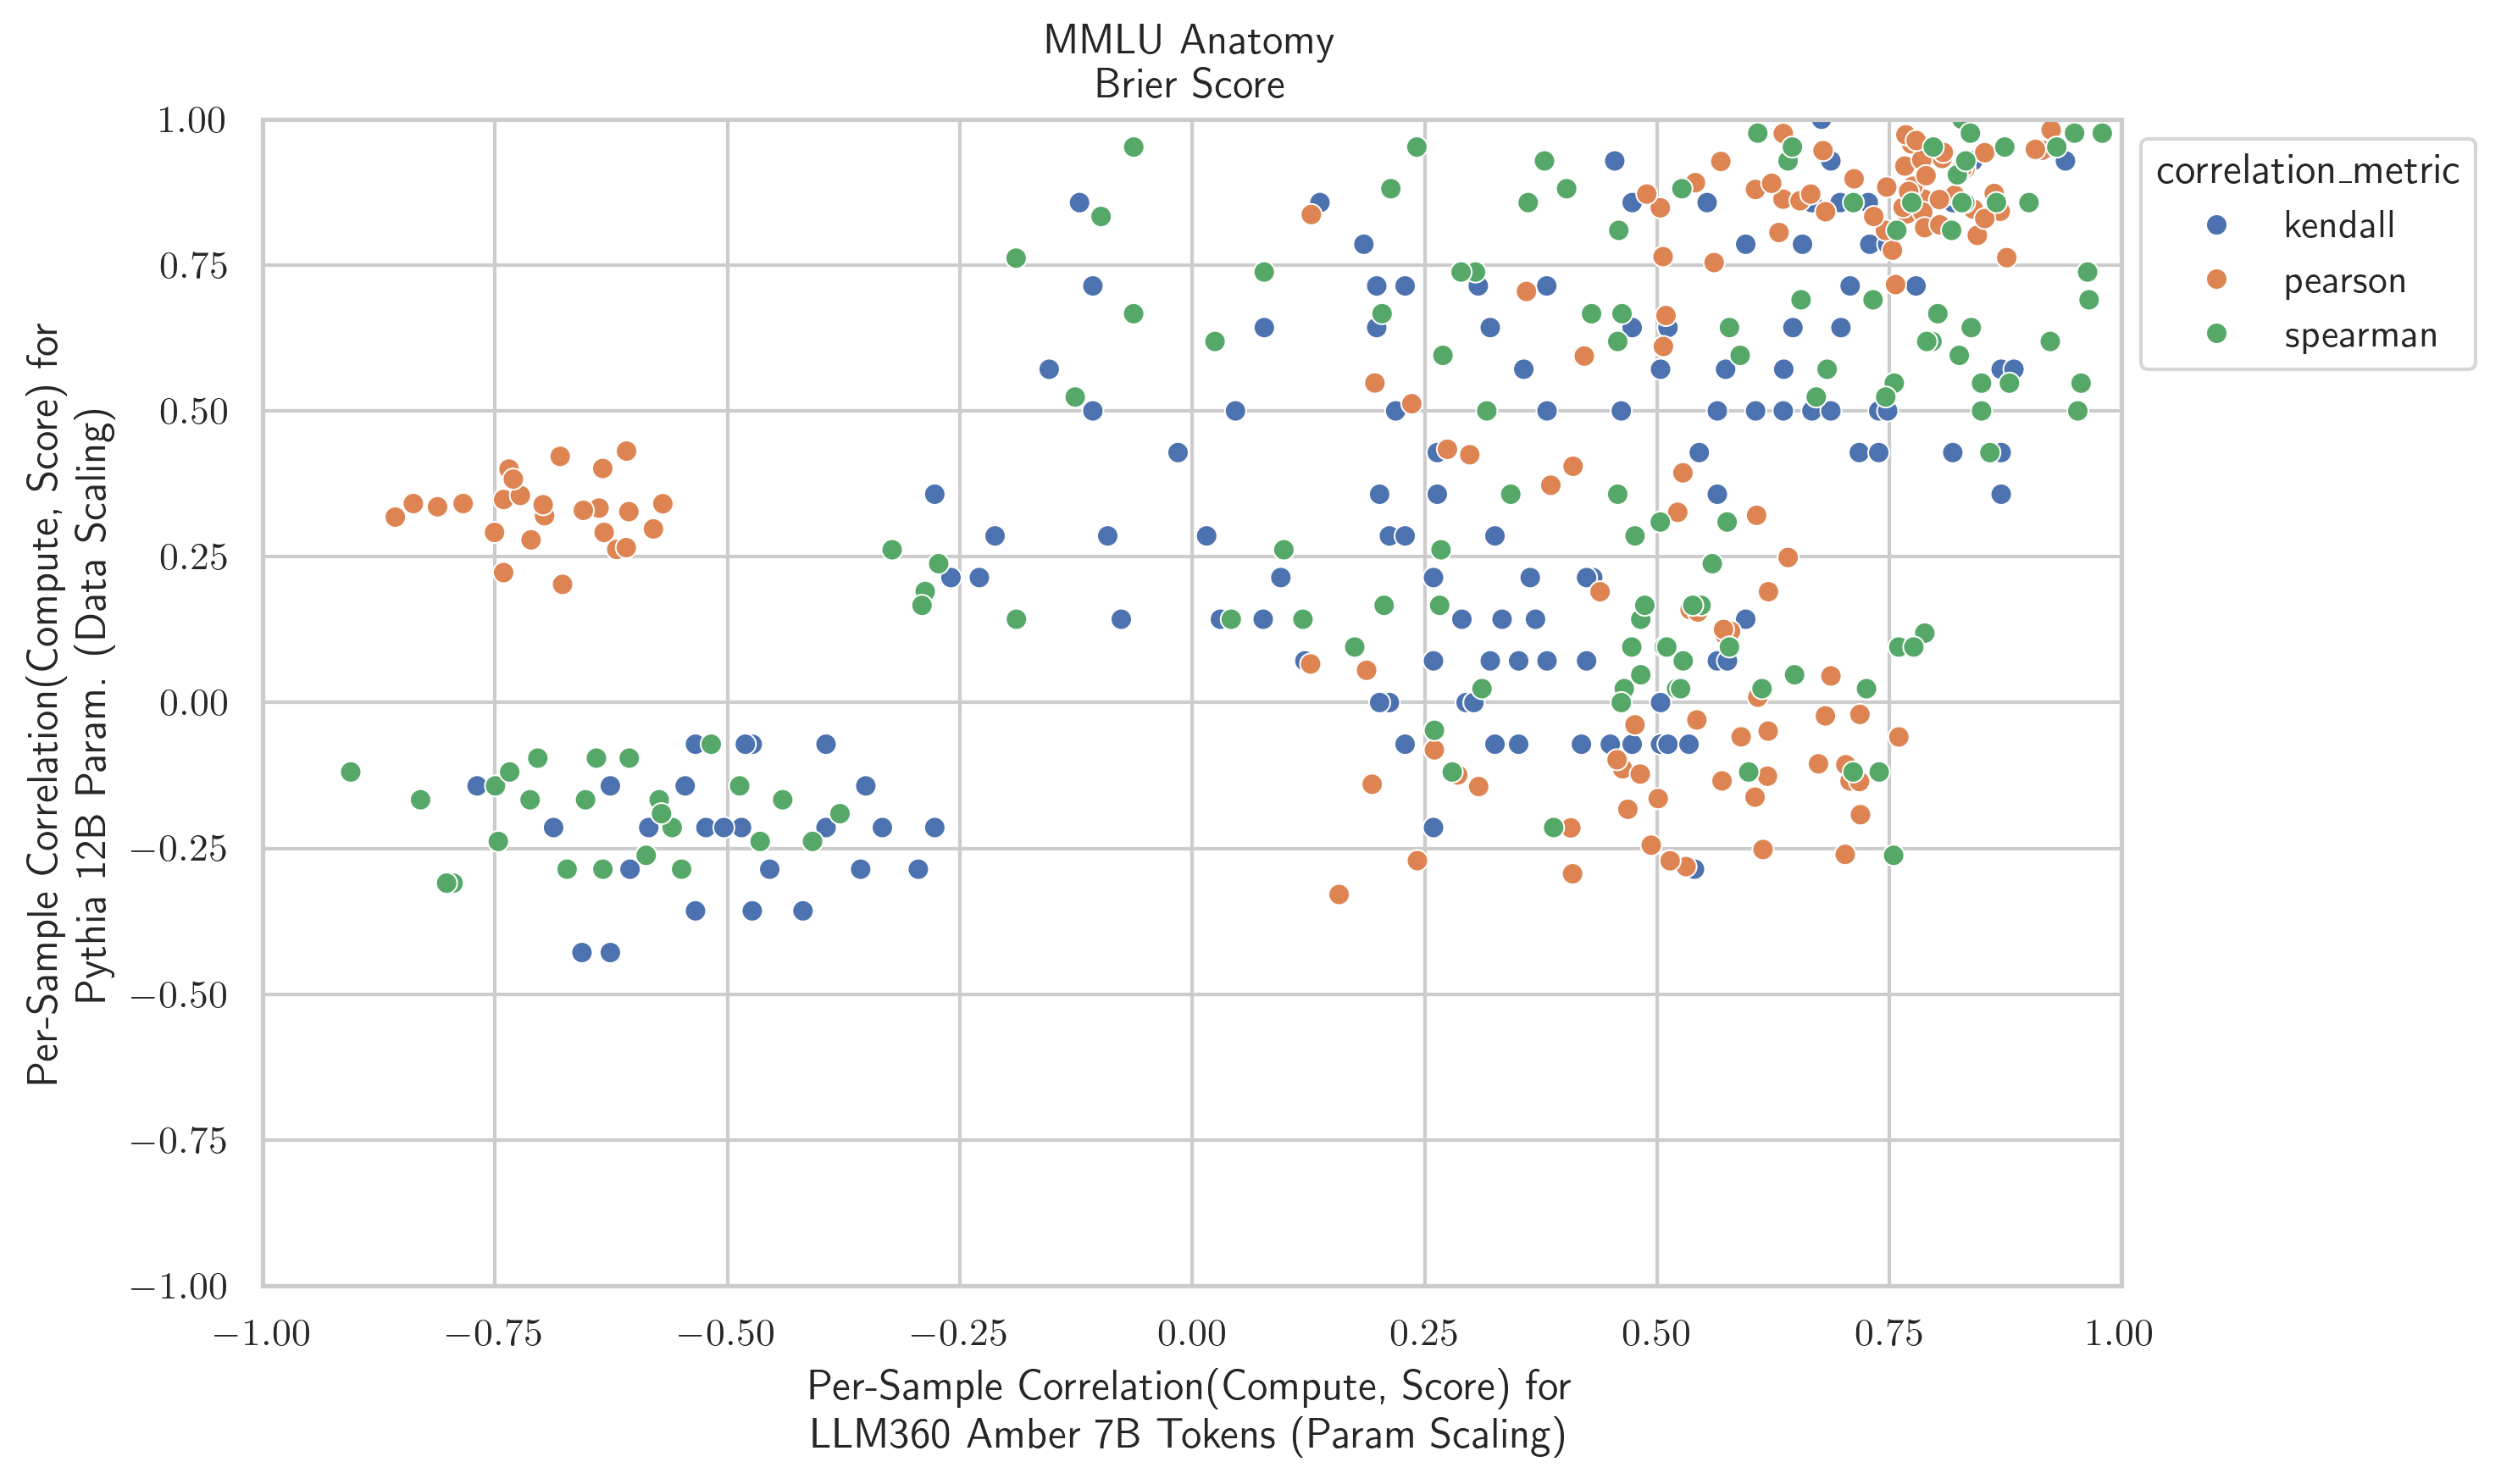 MMLU Anatomy
Brier Score
Per-Sample Correlation(Compute, Score) for
Pythia 12B Param. (Data Scaling)
1.00
0.75
0.50
0.25
0.00
−0.25
−0.50
−0.75
−1.00
−1.00 −0.75 −0.50 −0.25 0.00 0.25 0.50 0.75 1.00
Per-Sample Correlation(Compute, Score) for
LLM360 Amber 7B Tokens (Param Scaling)
correlation_metric
kendall
pearson
spearman